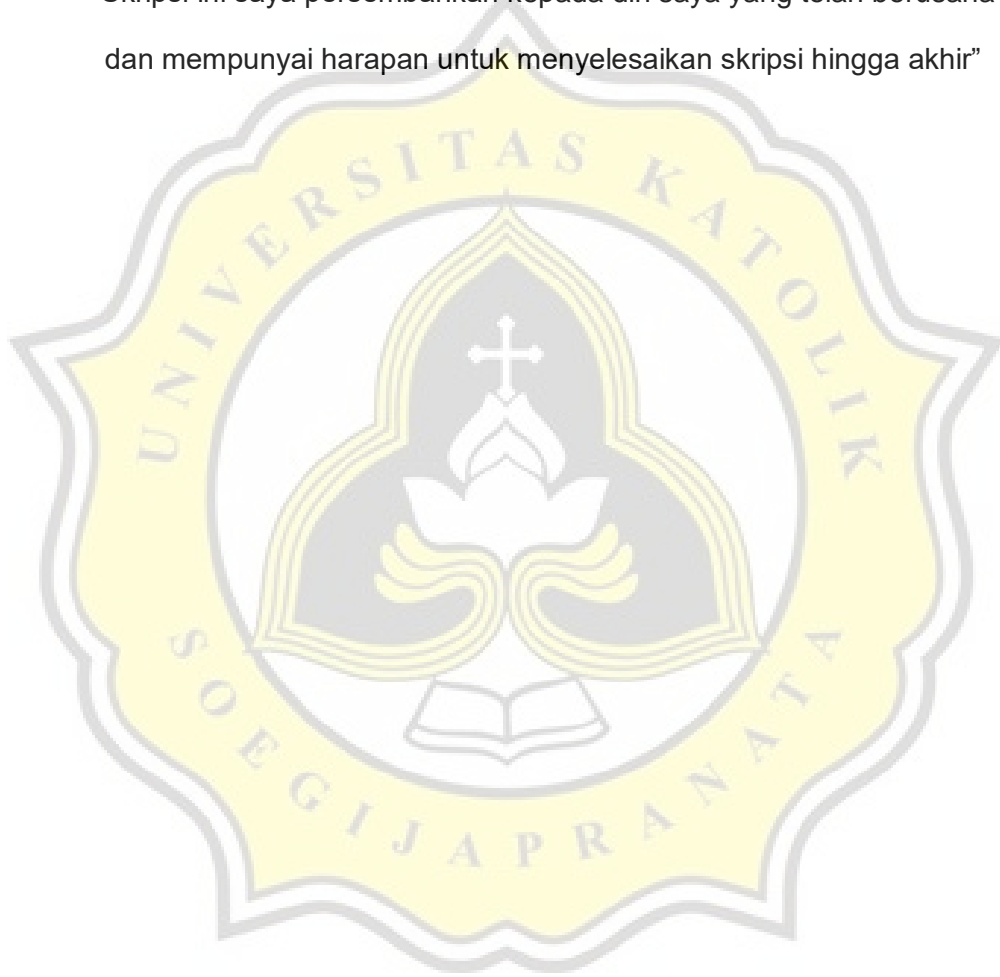 Skripsi ini saya persembahkan kepada diri saya yang telah berusaha
dan mempunyai harapan untuk menyelesaikan skripsi hingga akhir”
UNIVERSITAS KATOLIK
SOEGIJAPRANATA